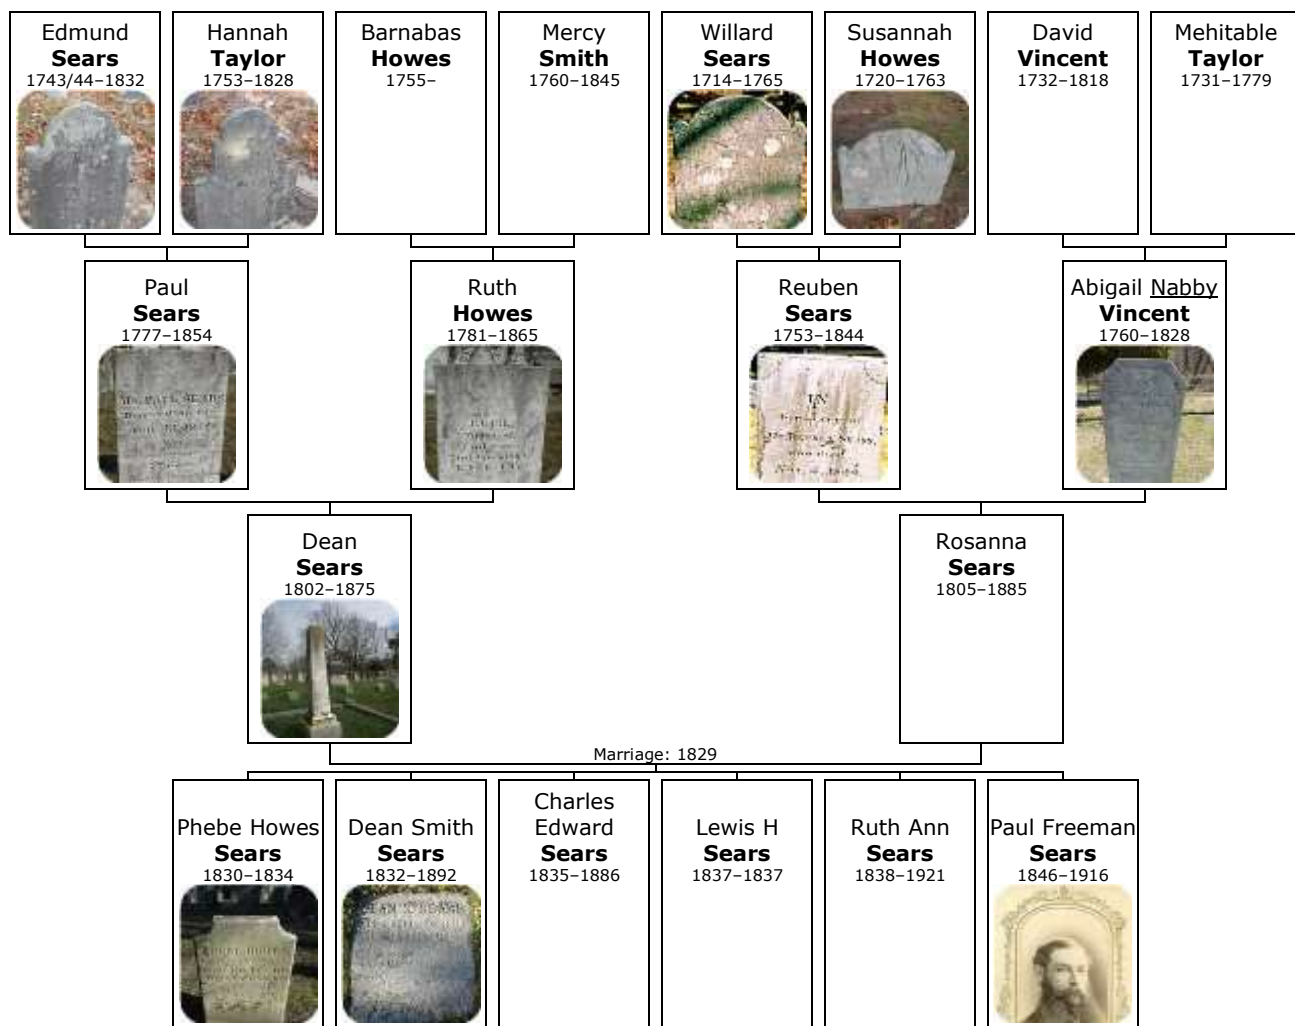 Edmund
Sears
1743/44–1832
Hannah
Taylor
1753–1828
Barnabas
Howes
1755–
Mercy
Smith
1760–1845
Willard
Sears
1714–1765
Susannah
Howes
1720–1763
David
Vincent
1732–1818
Mehitable
Taylor
1731–1779
Paul
Sears
1777–1854
Ruth
Howes
1781–1865
Reuben
Sears
1753–1844
IN
Abigail Nabby
Vincent
1760–1828
Dean
Sears
1802–1875
Rosanna
Sears
1805–1885
Marriage: 1829
Phebe Howes
Sears
1830–1834
Dean Smith
Sears
1832–1892
Charles
Edward
Sears
1835–1886
Lewis H
Sears
1837–1837
Ruth Ann
Sears
1838–1921
Paul Freeman
Sears
1846–1916